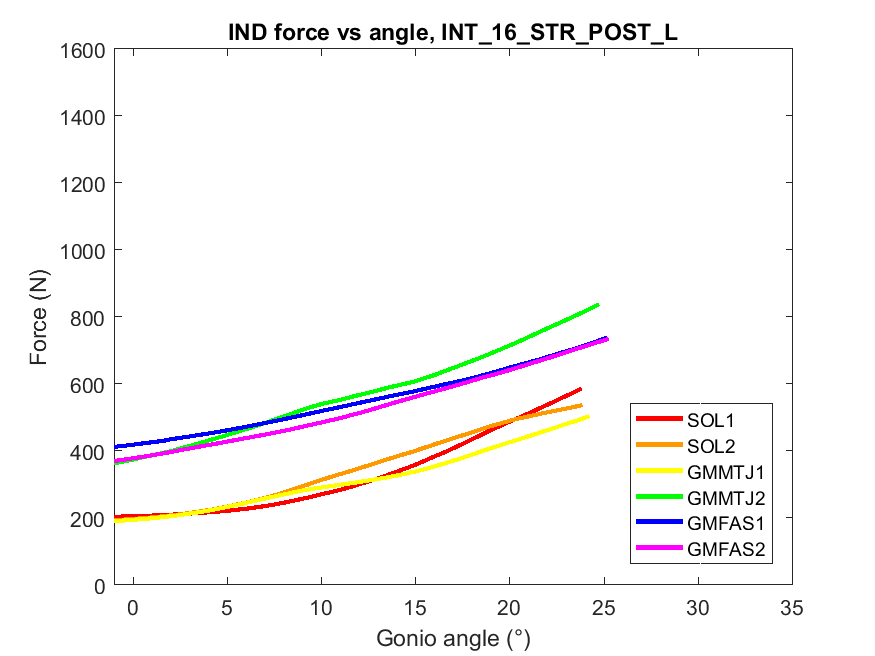 IND force vs angle, INT_16_STR_POST_L
1600
1400
1200
1000
800
600
400
200
0
Force (N)
0 5 10 15 20 25 30 35
Gonio angle (°)
SOL1
SOL2
GMMTJ1
GMMTJ2
GMFAS1
GMFAS2